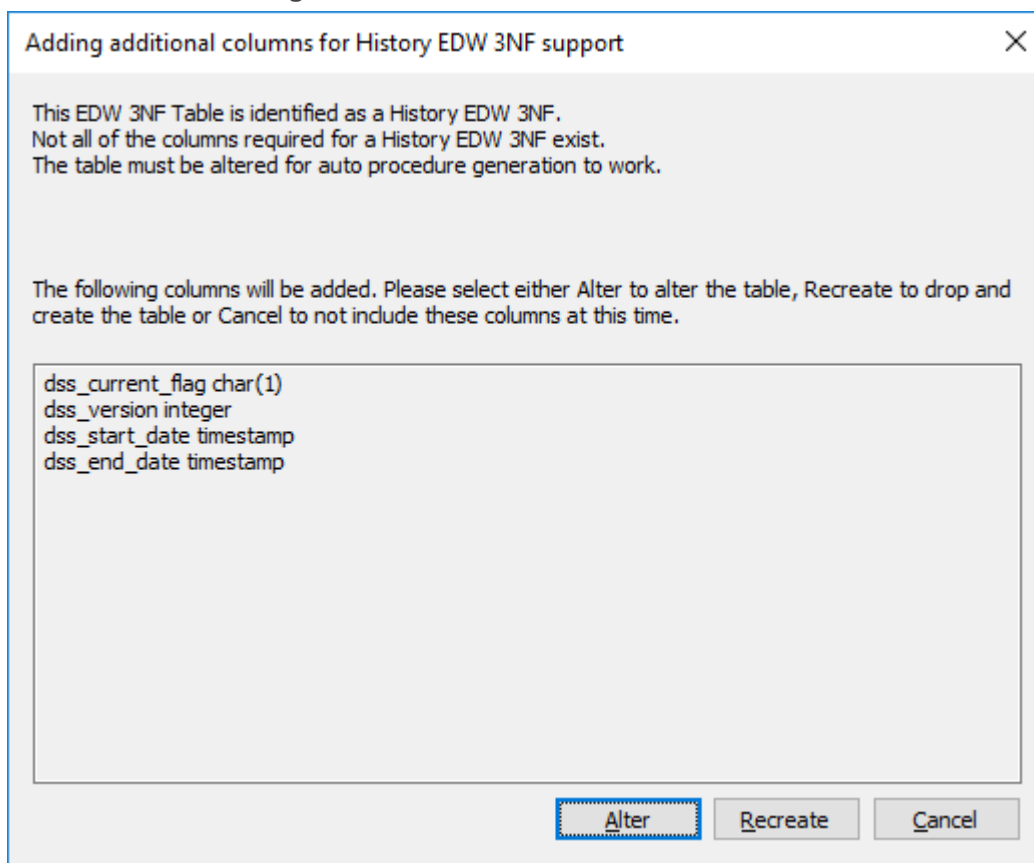 Adding additional columns for History EDW 3NF support
This EDW 3NF Table is identified as a History EDW 3NF.
Not all of the columns required for a History EDW 3NF exist.
The table must be altered for auto procedure generation to work.
The following columns will be added. Please select either Alter to alter the table, Recreate to drop and
create the table or Cancel to not include these columns at this time.
dss_current_flag char(1)
dss_version integer
dss_start_date timestamp
dss_end_date timestamp
Alter Recreate Cancel